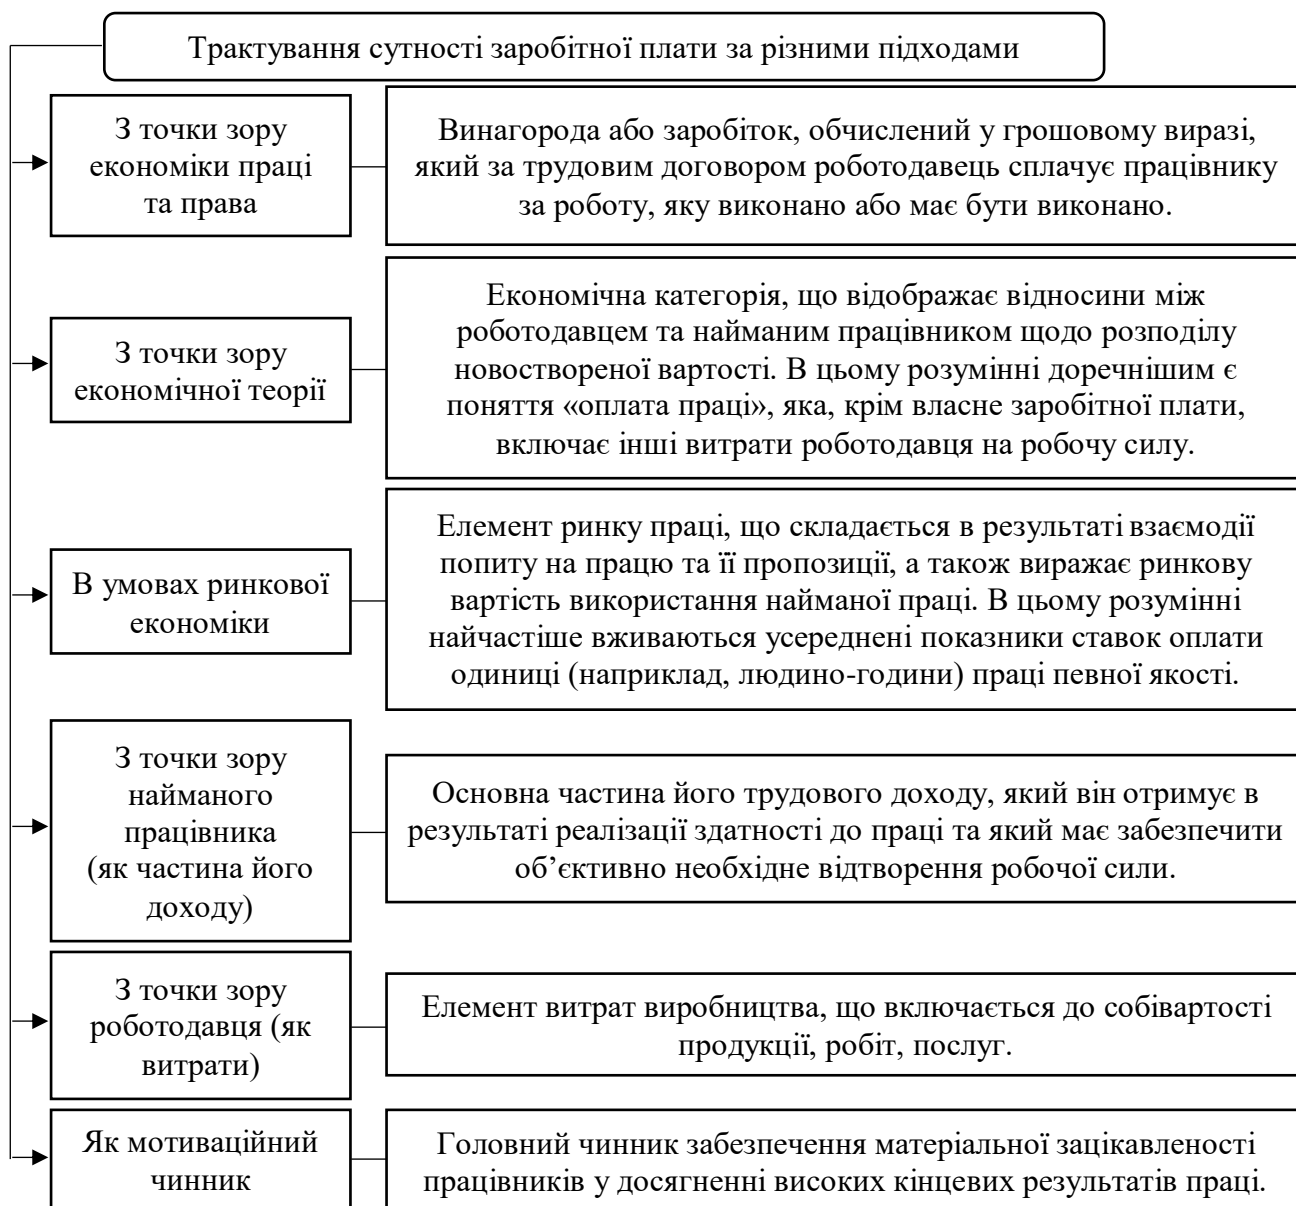 Трактування сутності заробітної плати за різними підходами
З точки зору
економіки праці
та права
Винагорода або заробіток, обчислений у грошовому виразі,
який за трудовим договором роботодавець сплачує працівнику
за роботу, яку виконано або має бути виконано.
З точки зору
економічної теорії
Економічна категорія, що відображає відносини між
роботодавцем та найманим працівником щодо розподілу
новоствореної вартості. В цьому розумінні доречнішим є
поняття «оплата праці», яка, крім власне заробітної плати,
включає інші витрати роботодавця на робочу силу.
В умовах ринкової
економіки
Елемент ринку праці, що складається в результаті взаємодії
попиту на працю та її пропозиції, а також виражає ринкову
вартість використання найманої праці. В цьому розумінні
найчастіше вживаються усереднені показники ставок оплати
одиниці (наприклад, людино-години) праці певної якості.
З точки зору
найманого
працівника
(як частина його
доходу)
Основна частина його трудового доходу, який він отримує в
результаті реалізації здатності до праці та який має забезпечити
об’єктивно необхідне відтворення робочої сили.
З точки зору
роботодавця (як
витрати)
Елемент витрат виробництва, що включається до собівартості
продукції, робіт, послуг.
Як мотиваційний
чинник
Головний чинник забезпечення матеріальної зацікавленості
працівників у досягненні високих кінцевих результатів праці.